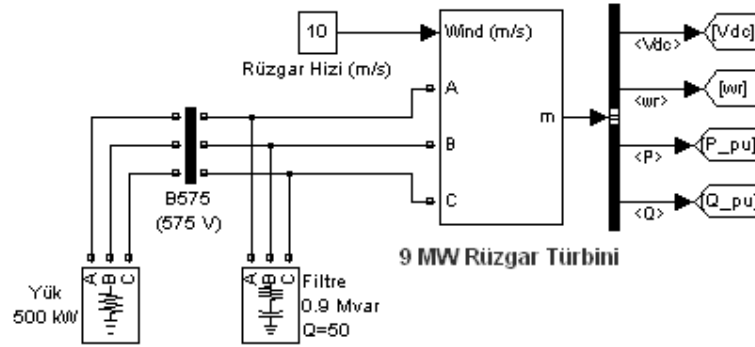 10
Rüzgar Hizi (m/s)
Wind (m/s)
A
B
C
m
<Vdc>
[Vdc]
<wr>
[wr]
<P>
[P_pu]
<Q>
[Q_pu]
B575
(575 V)
9 MW Rüzgar Türbini
Yük
500 kW
A B C
A B C
Filtre
0.9 Mvar
Q=50